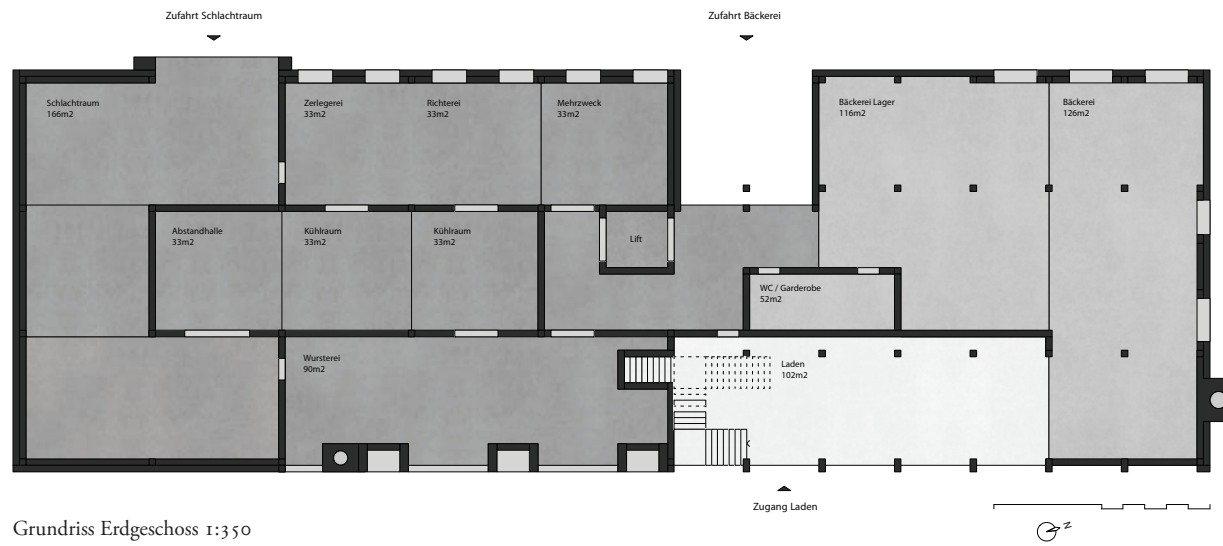 Zufahrt Schlachtraum
Zufahrt Bäckerei
Schlachtraum
166m2
Zerlegerei
33m2
Richterei
33m2
Mehrzweck
33m2
Bäckerei Lager
116m2
Bäckerei
126m2
Abstandhalle
33m2
Kühlraum
33m2
Kühlraum
33m2
Lift
WC / Garderobe
52m2
Wursterei
90m2
Laden
102m2
Zugang Laden
Grundriss Erdgeschoss 1:350
Z